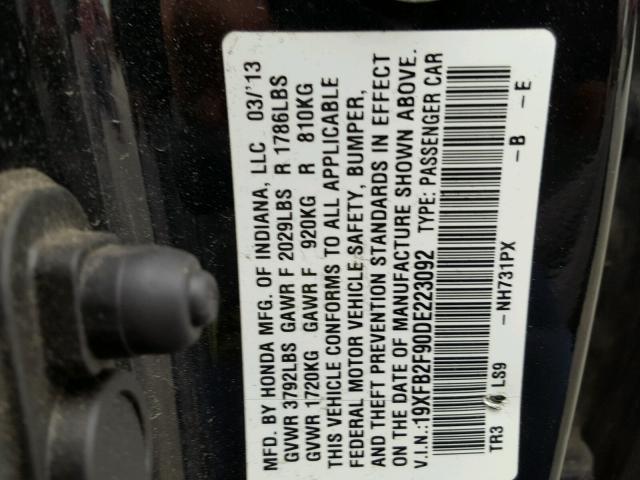 MFD. BY HONDA MFG. OF INDIANA, LLC 03/'13
GVWR 3792LBS GAWR F 2029LBS R 1786LBS
GVWR 1720KG GAWR F 920KG R 810KG
THIS VEHICLE CONFORMS TO ALL APPLICABLE
FEDERAL MOTOR VEHICLE SAFETY, BUMPER,
AND THEFT PREVENTION STANDARDS IN EFFECT
ON THE DATE OF MANUFACTURE SHOWN ABOVE.
V.I.N.:19XFB2F90DE223092 TYPE: PASSENGER CAR
TR3 LS9 -NH731PX -B -E